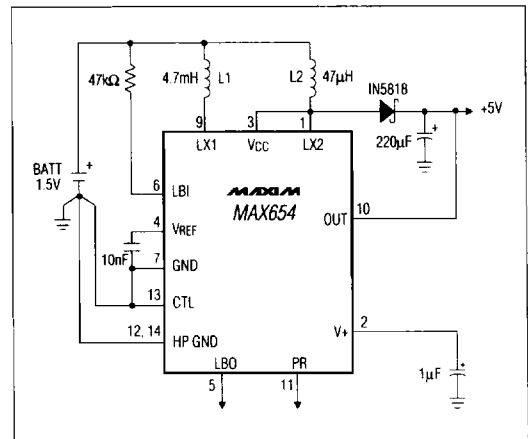 47kΩ 4.7mH L1 L2 47µH
IN5818
+5V
+
220µF
9 3 1
LX1 VCC LX2
BATT +
1.5V
6 LBI
MAXIM
MAX654
OUT 10
4 VREF
10nF
7 GND
13 CTL
V+ 2
12, 14 HP GND
LBO PR
5 11
1µF +